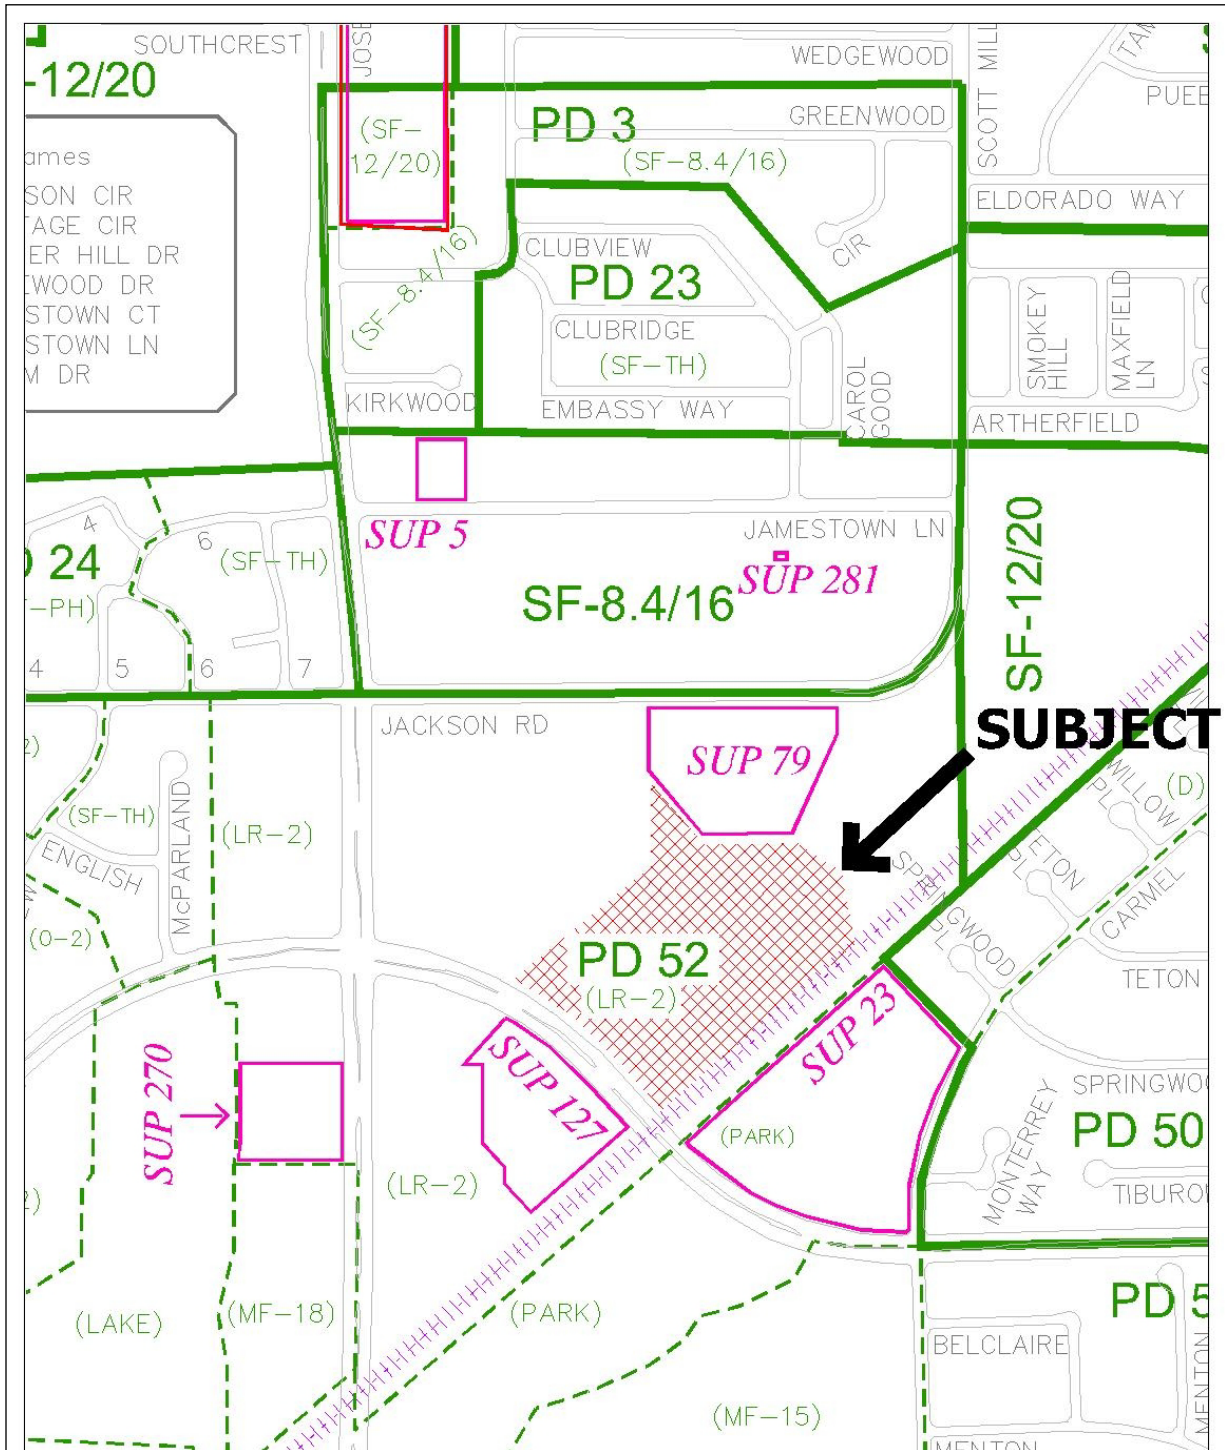 SOUTHCREST
WEDGEWOOD
SCOTT MILL
-12/20
PD 3
GREENWOOD
(SF-
12/20)
(SF-8.4/16)
SON CIR
TAGE CIR
ER HILL DR
WOOD DR
STOWN CT
STOWN LN
M DR
ELDORADO WAY
CLUBVIEW
CIR
PD 23
(SF-8.4/16)
CLUBRIDGE
(SF-TH)
SMOKEY
HILL
MAXFIELD
LN
KIRKWOOD
EMBASSY WAY
CAROL
GOOD
ARTHERFIELD
4
6
SUP 5
JAMESTOWN LN
24
(SF-TH)
SUP 281
SF-8.4/16
SF-12/20
-PH)
4
5
6
7
JACKSON RD
SUBJECT
SUP 79
(SF-TH)
(LR-2)
WILLOW
PL
(D)
ENGLISH
McPARLAND
TETON
PL
SPRINGWOOD
PL
CARMEL
(O-2)
PD 52
(LR-2)
TETON
SUP 23
SUP 127
SUP 270
SPRINGWO
(PARK)
MONTERREY
WAY
PD 50
(LR-2)
TIBURO
(LAKE)
(MF-18)
(PARK)
PD 5
BELCLAIRE
MENTON
(MF-15)
MENTON